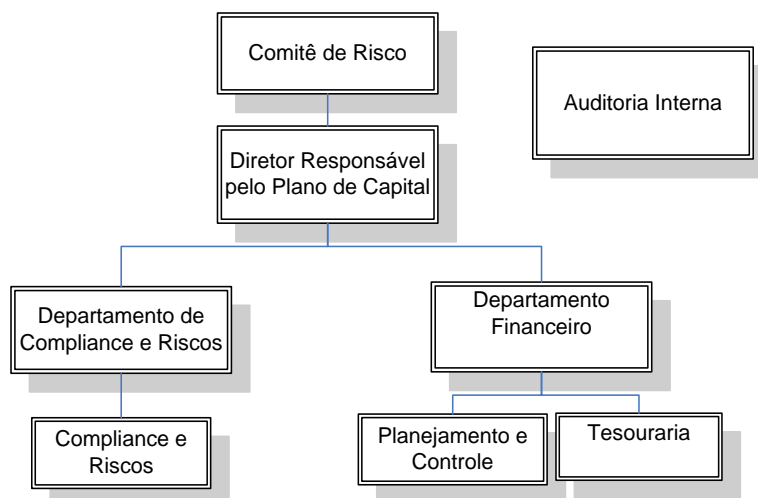 Comitê de Risco
Auditoria Interna
Diretor Responsável
pelo Plano de Capital
Departamento de
Compliance e Riscos
Departamento
Financeiro
Compliance e
Riscos
Planejamento e
Controle
Tesouraria